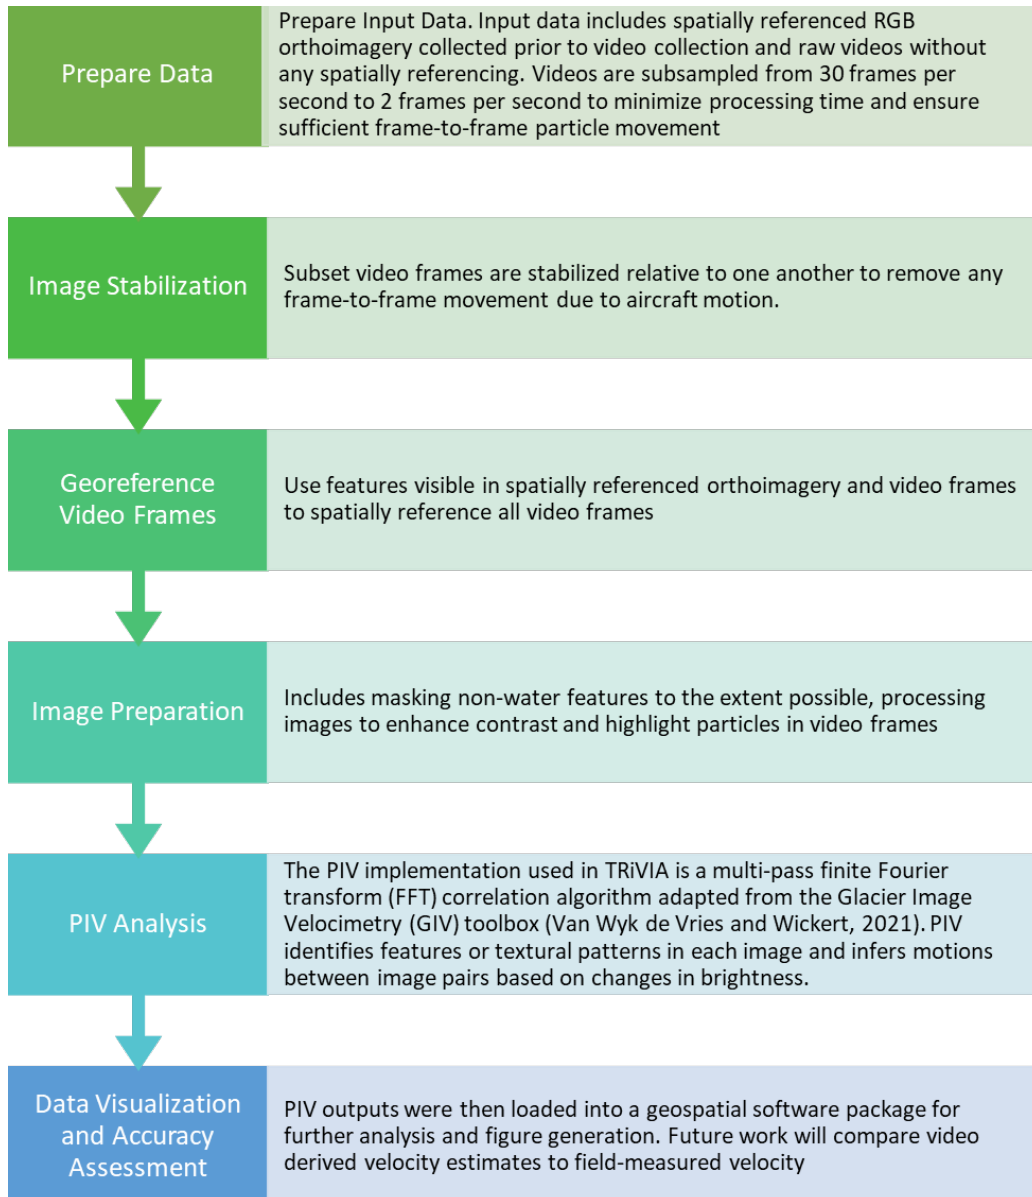 Prepare Data
Prepare Input Data. Input data includes spatially referenced RGB
orthoimagery collected prior to video collection and raw videos without
any spatially referencing. Videos are subsampled from 30 frames per
second to 2 frames per second to minimize processing time and ensure
sufficient frame-to-frame particle movement
Image Stabilization
Subset video frames are stabilized relative to one another to remove any
frame-to-frame movement due to aircraft motion.
Georeference
Video Frames
Use features visible in spatially referenced orthoimagery and video frames
to spatially reference all video frames
Image Preparation
Includes masking non-water features to the extent possible, processing
images to enhance contrast and highlight particles in video frames
PIV Analysis
The PIV implementation used in TRiVIA is a multi-pass finite Fourier
transform (FFT) correlation algorithm adapted from the Glacier Image
Velocimetry (GIV) toolbox (Van Wyk de Vries and Wickert, 2021). PIV
identifies features or textural patterns in each image and infers motions
between image pairs based on changes in brightness.
Data Visualization
and Accuracy
Assessment
PIV outputs were then loaded into a geospatial software package for
further analysis and figure generation. Future work will compare video
derived velocity estimates to field-measured velocity